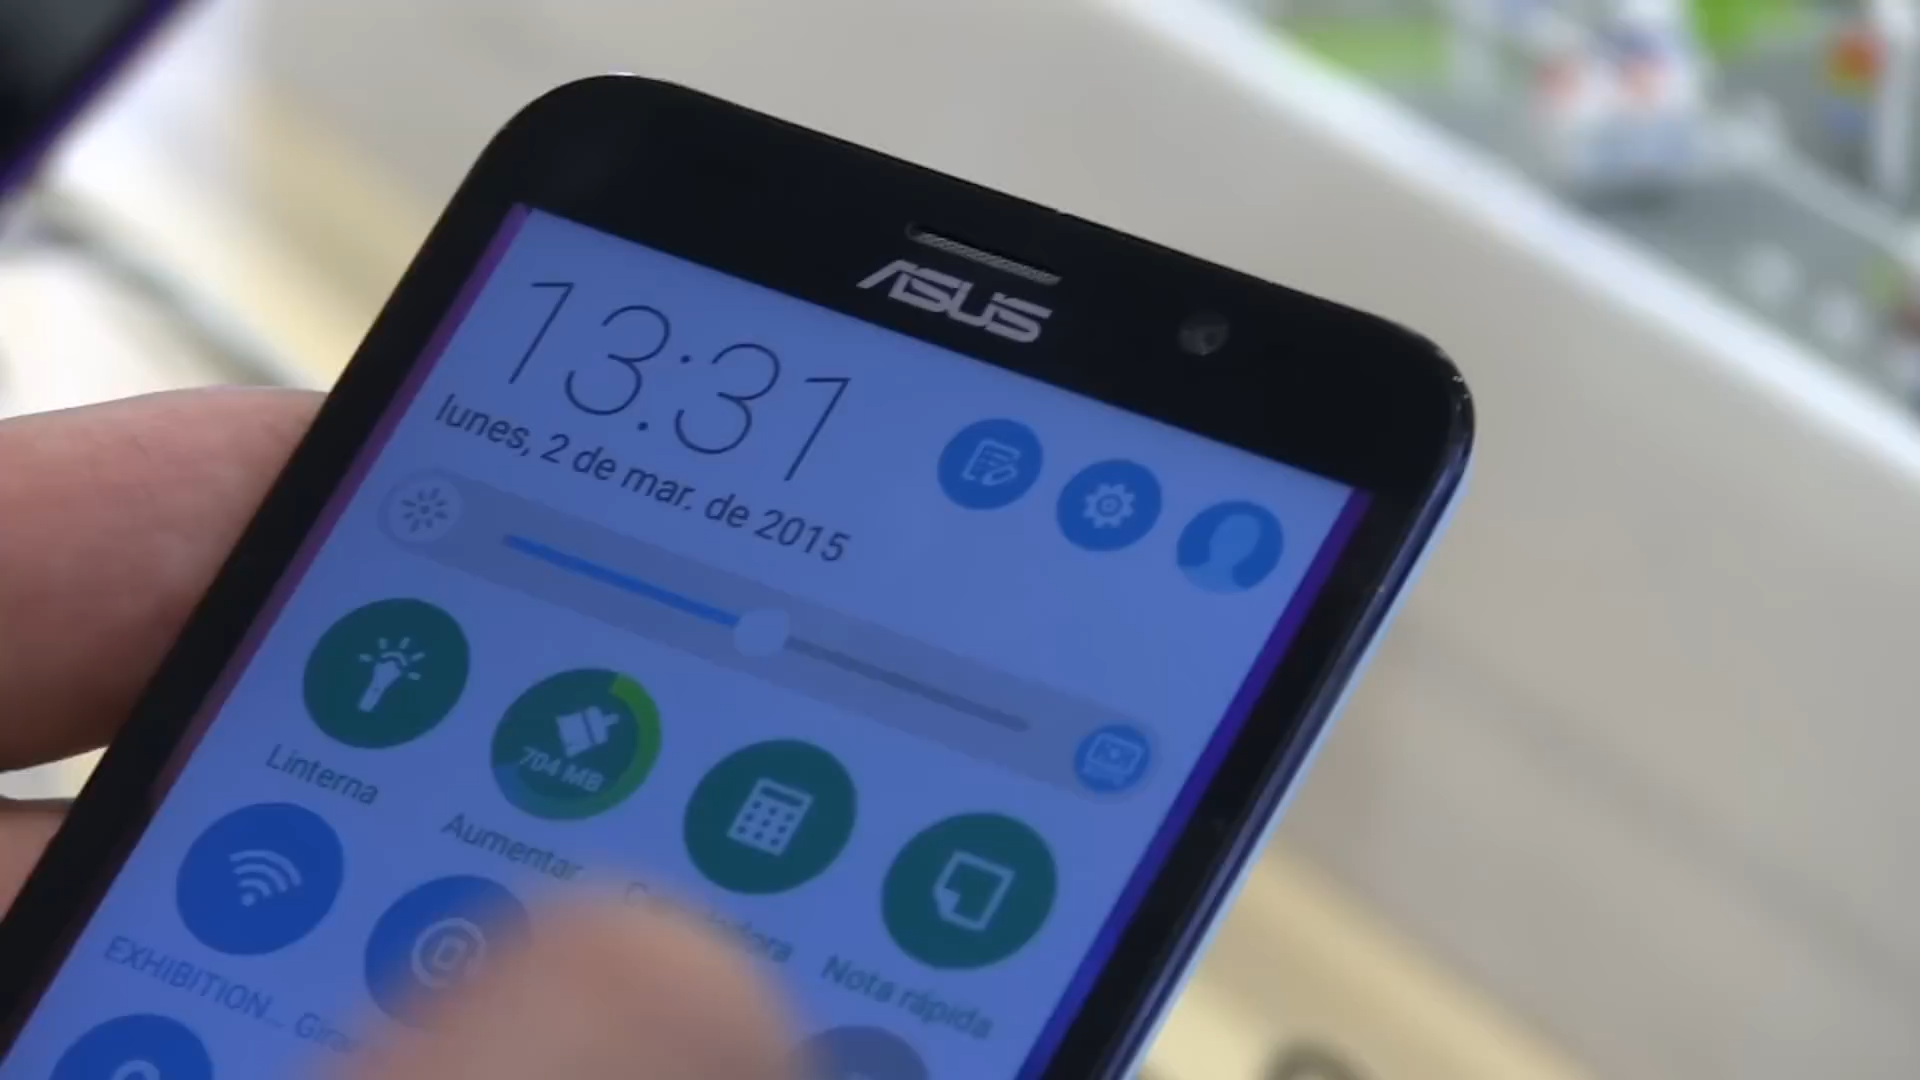 ASUS
13:31
lunes, 2 de mar. de 2015
704 MB
Linterna
Aumentar
Nota rápida
EXHIBITION...